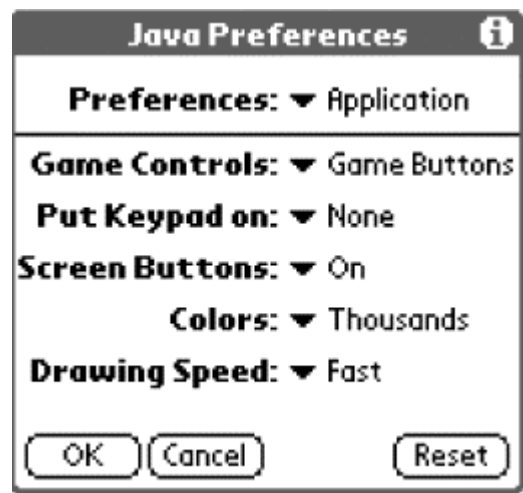 Java Preferences i
Preferences: Application
Game Controls: Game Buttons
Put Keypad on: None
Screen Buttons: On
Colors: Thousands
Drawing Speed: Fast
OK Cancel Reset